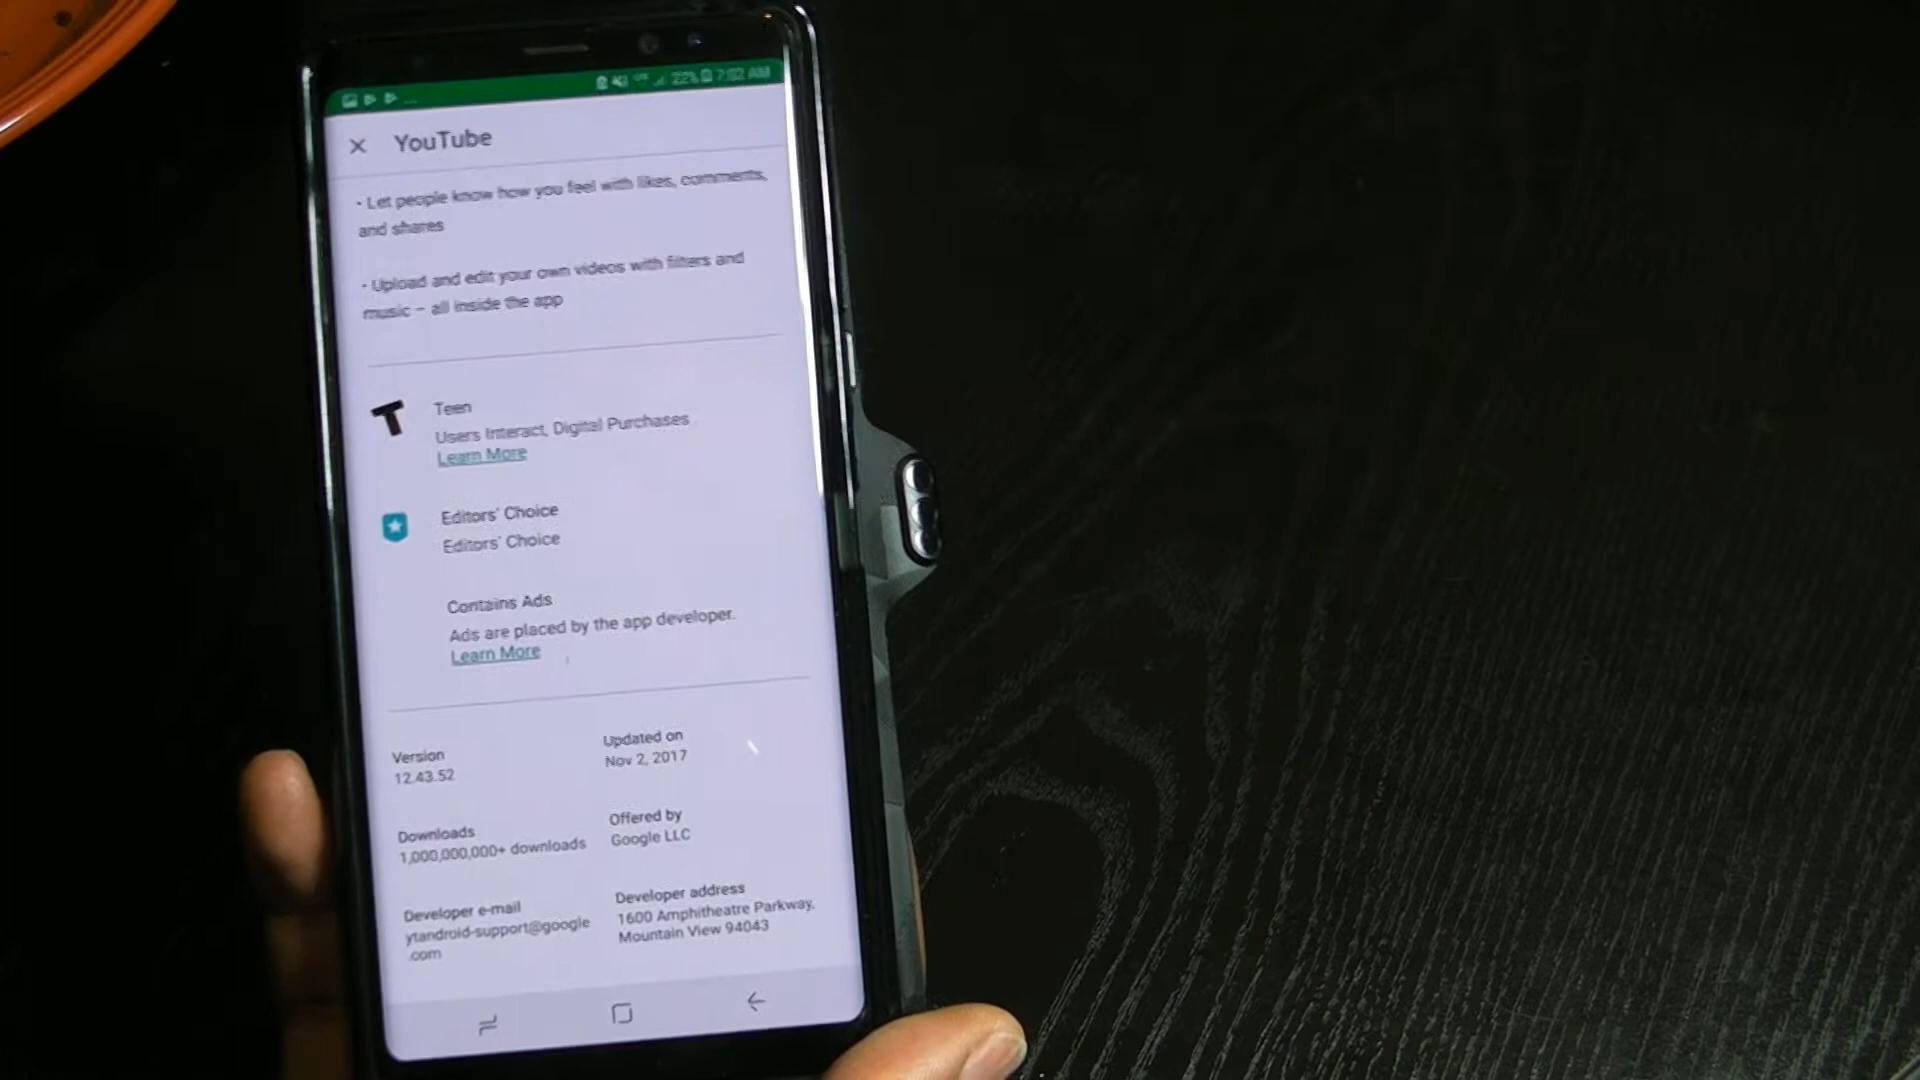 22% 7:02 AM
YouTube
• Let people know how you feel with likes, comments,
and shares
• Upload and edit your own videos with filters and
music – all inside the app
Teen
Users Interact, Digital Purchases
Learn More
Editors' Choice
Editors' Choice
Contains Ads
Ads are placed by the app developer.
Learn More
Version
12.43.52
Updated on
Nov 2, 2017
Downloads
1,000,000,000+ downloads
Offered by
Google LLC
Developer e-mail
ytandroid-support@google
.com
Developer address
1600 Amphitheatre Parkway,
Mountain View 94043